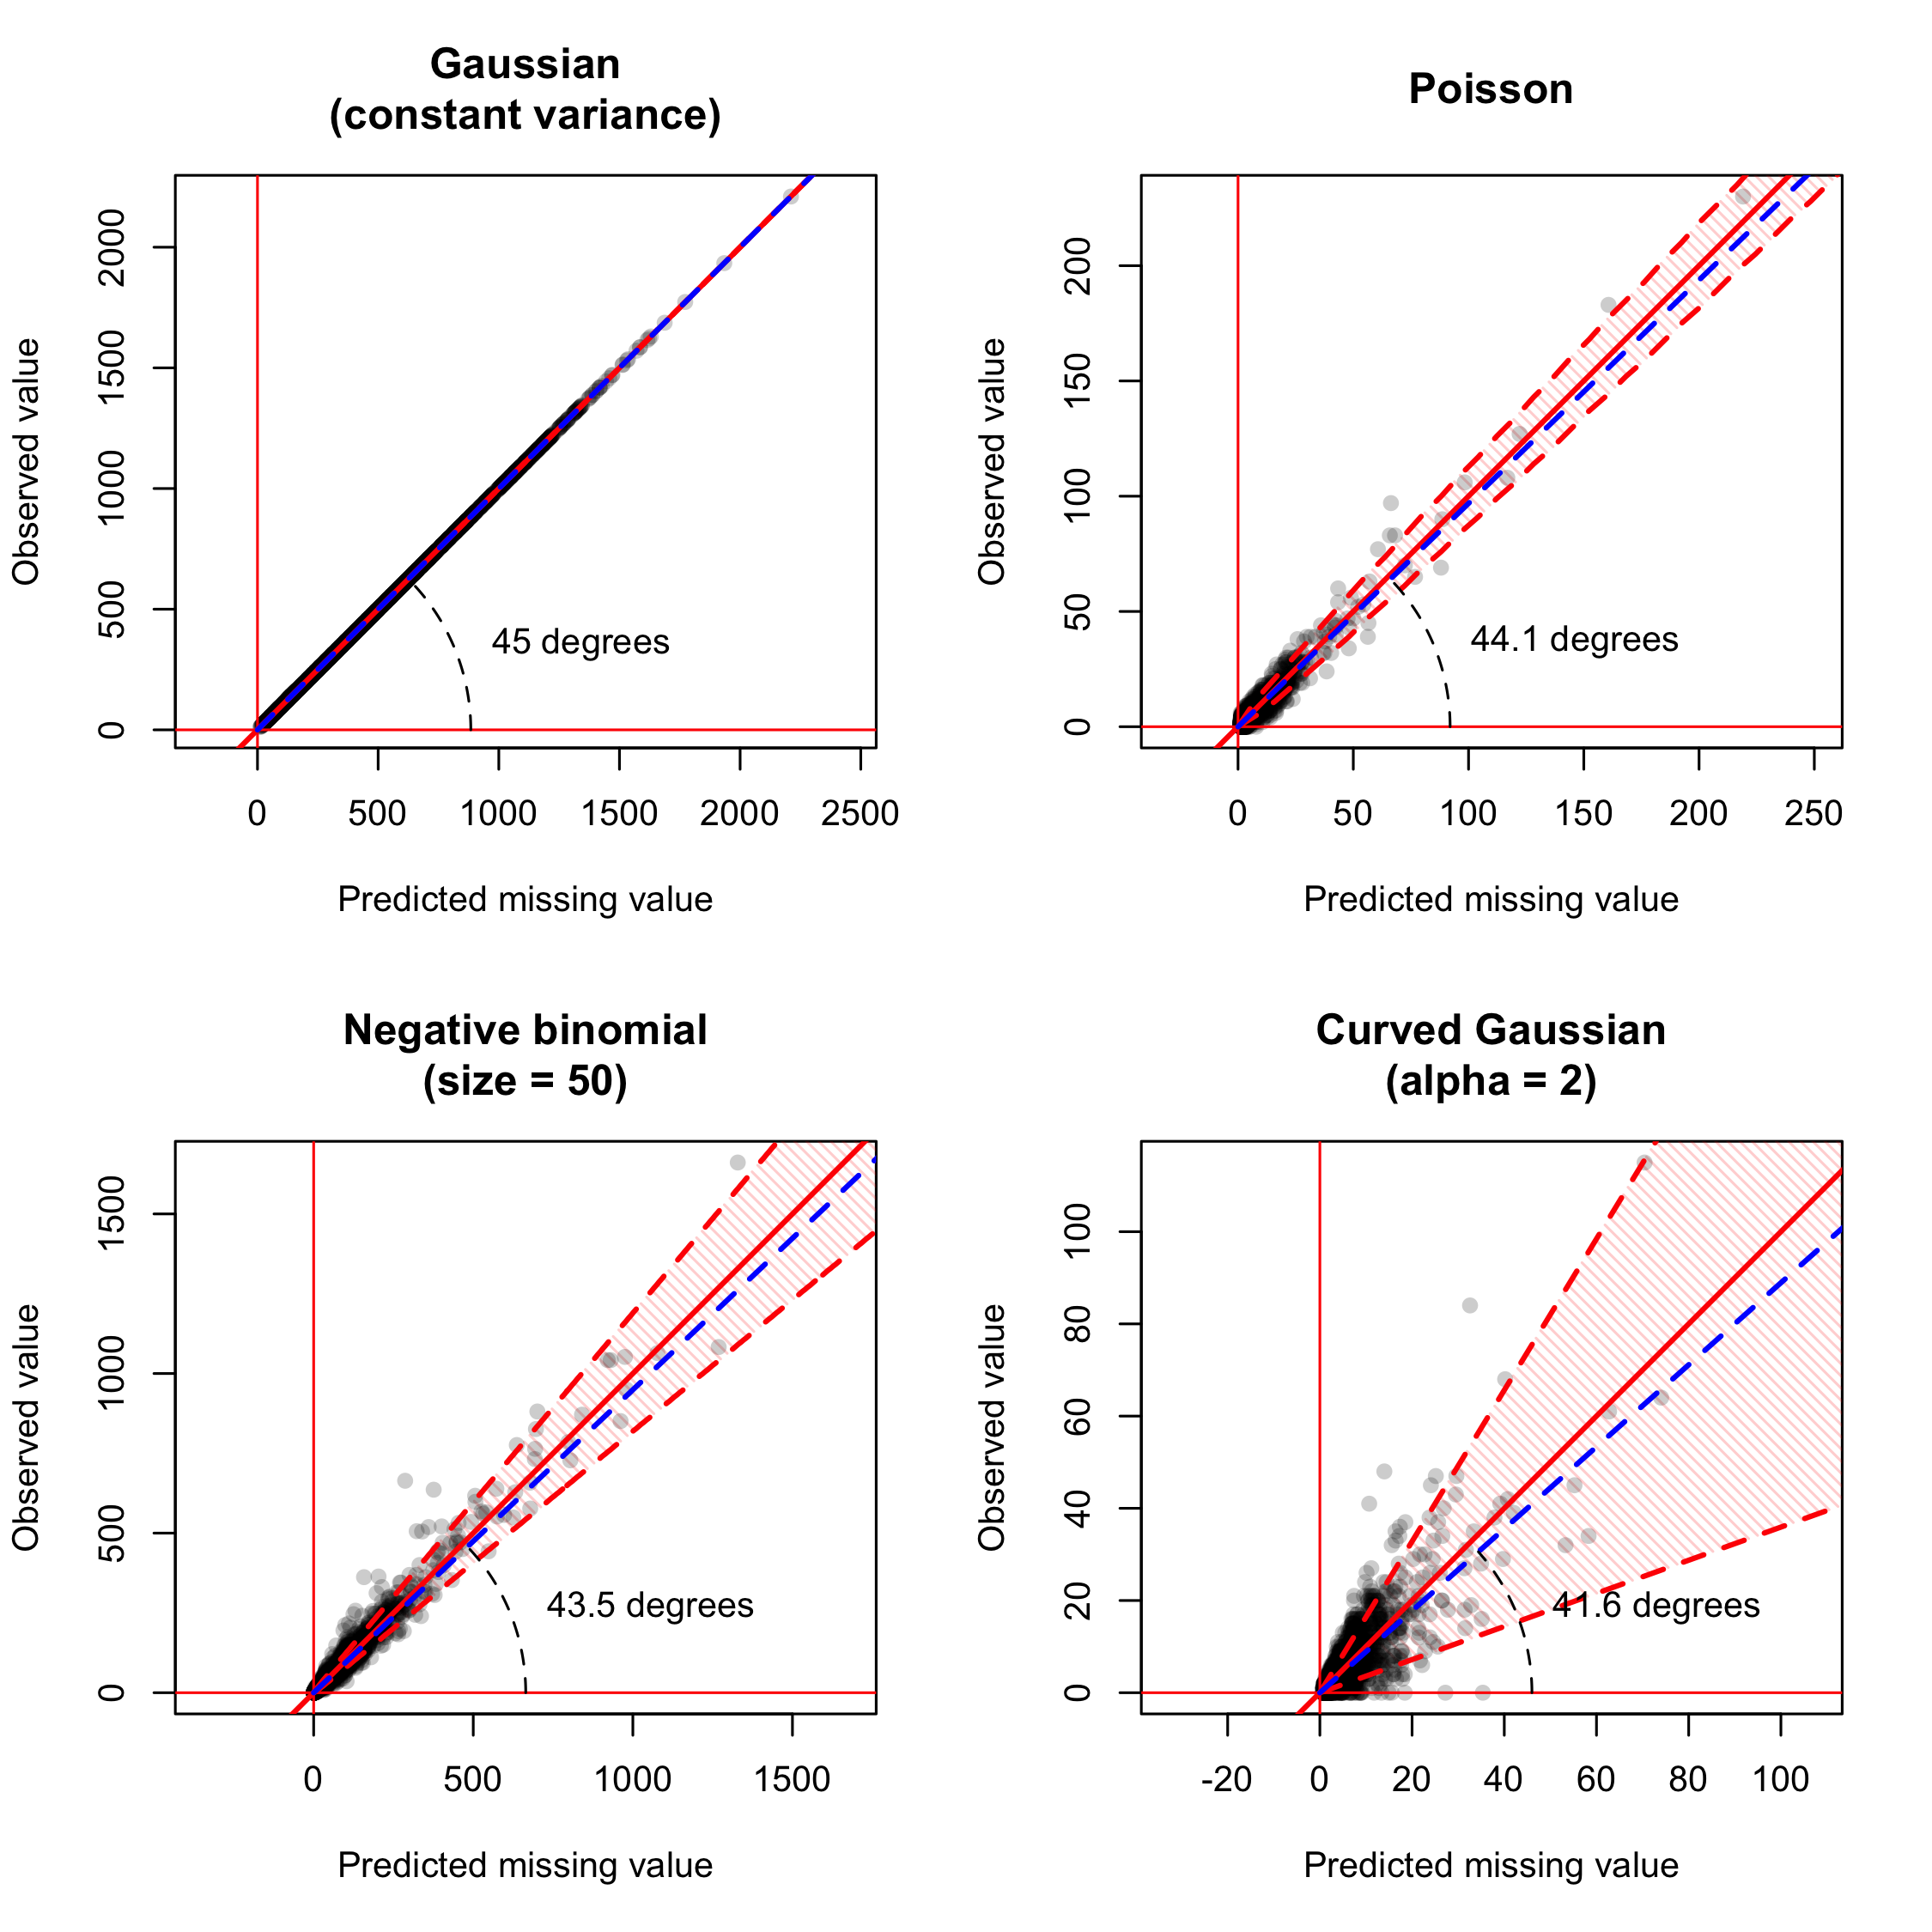 Gaussian
(constant variance)
Observed value
2000
1500
1000
500
0
45 degrees
0 500 1000 1500 2000 2500
Predicted missing value
Poisson
Observed value
200
150
100
50
0
44.1 degrees
0 50 100 150 200 250
Predicted missing value
Negative binomial
(size = 50)
Observed value
1500
1000
500
0
43.5 degrees
0 500 1000 1500
Predicted missing value
Curved Gaussian
(alpha = 2)
Observed value
100
80
60
40
20
0
41.6 degrees
-20 0 20 40 60 80 100
Predicted missing value